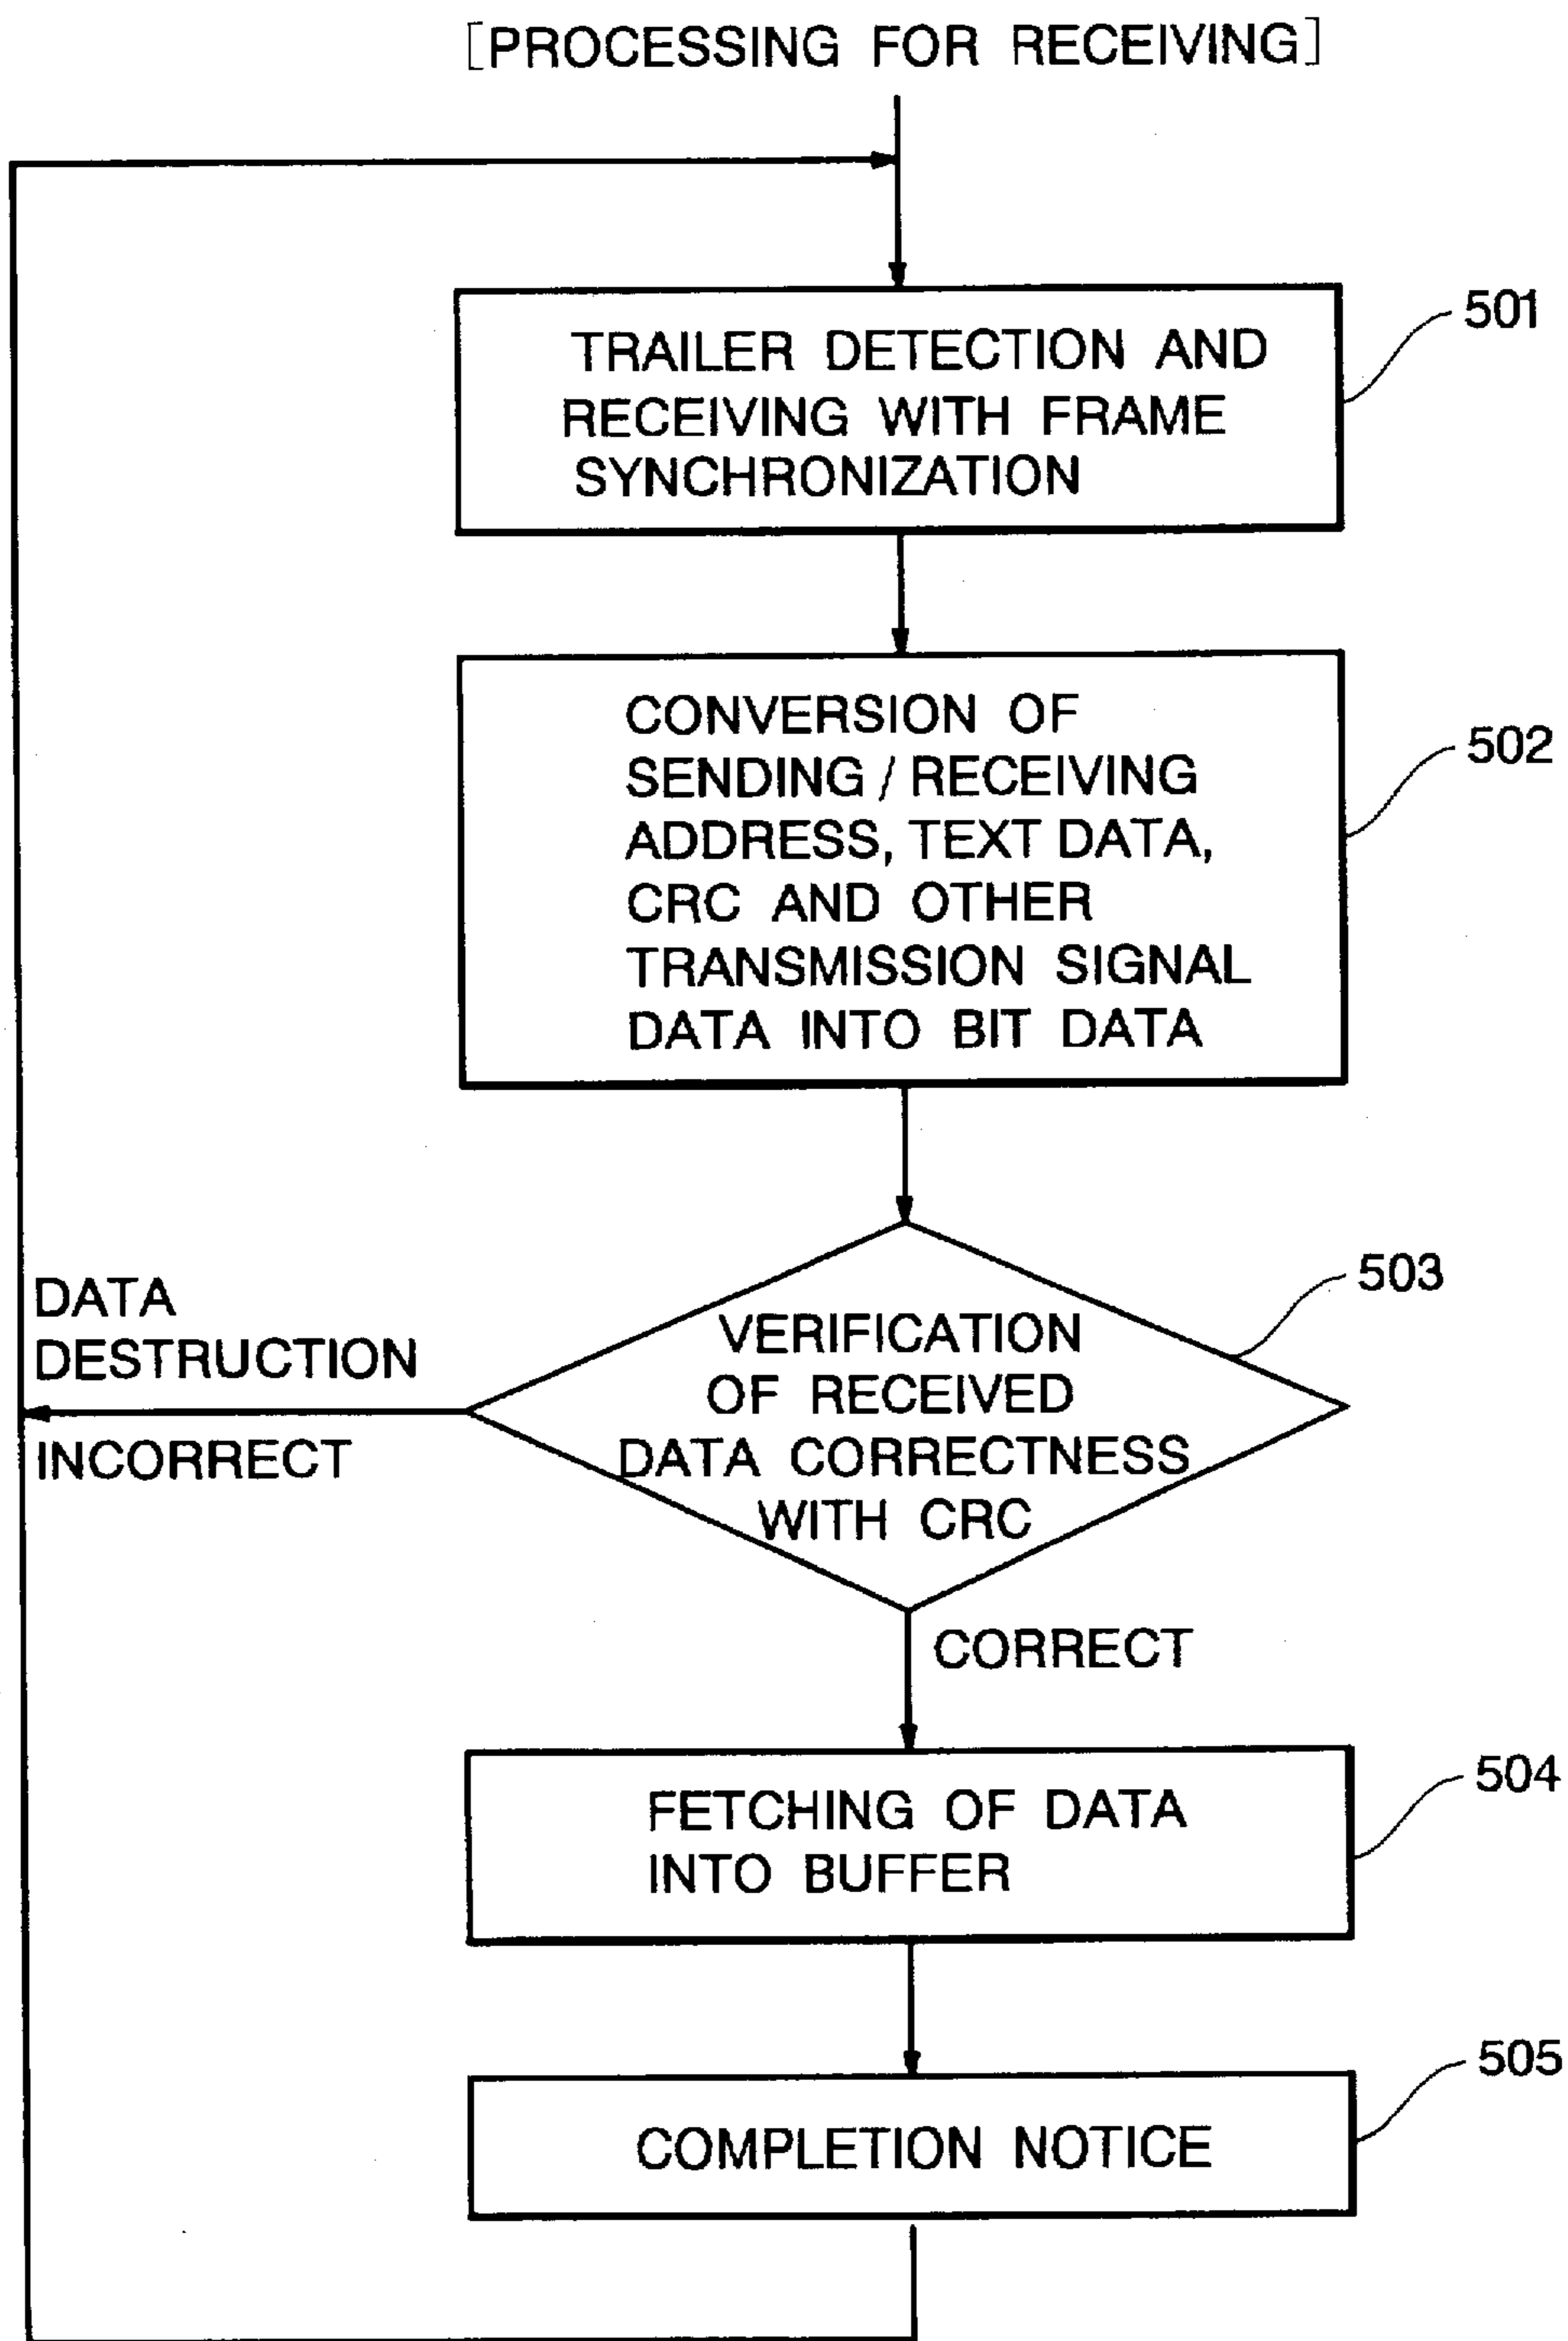 [PROCESSING FOR RECEIVING]
TRAILER DETECTION AND
RECEIVING WITH FRAME
SYNCHRONIZATION
501
CONVERSION OF
SENDING / RECEIVING
ADDRESS, TEXT DATA,
CRC AND OTHER
TRANSMISSION SIGNAL
DATA INTO BIT DATA
502
VERIFICATION
OF RECEIVED
DATA CORRECTNESS
WITH CRC
503
DATA
DESTRUCTION
INCORRECT
CORRECT
FETCHING OF DATA
INTO BUFFER
504
COMPLETION NOTICE
505